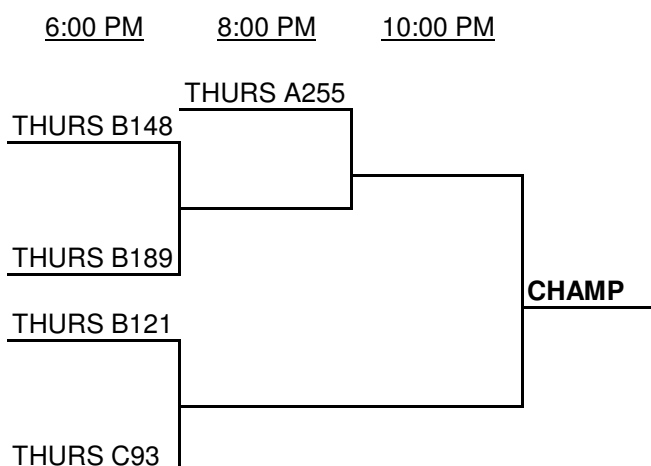 6:00 PM 8:00 PM 10:00 PM
THURS A255
THURS B148
THURS B189
CHAMP
THURS B121
THURS C93